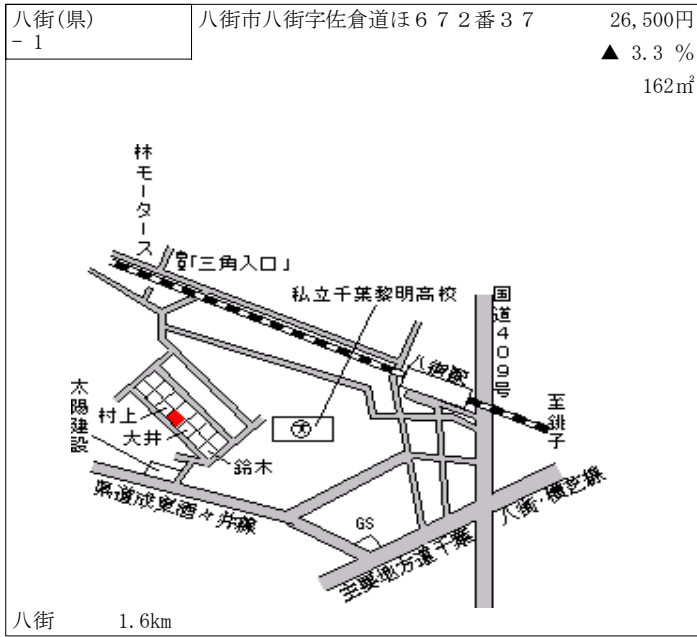 八街(県)
- 1
八街市八街字佐倉道ほ６７２番３７
26,500円
▲ 3.3 %
162㎡
林モータース
「三角入口」
私立千葉黎明高校
国道４０９号
八街駅
至銚子
太陽建設
村上
大井
鈴木
県道成東酒々井線
GS
主要地方道千葉
八街・横芝線
八街 1.6km